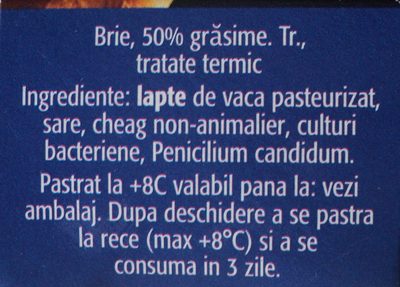 Brie, 50% grăsime. Tr.,
tratate termic
Ingrediente: lapte de vaca pasteurizat,
sare, cheag non-animalier, culturi
bacteriene, Penicilium candidum.
Pastrat la +8C valabil pana la: vezi
ambalaj. Dupa deschidere a se pastra
la rece (max +8°C) si a se
consuma in 3 zile.